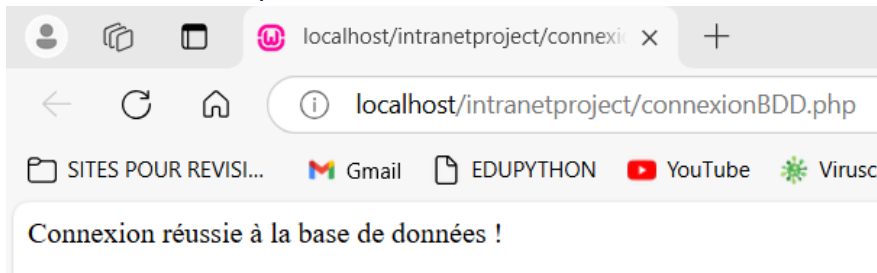 localhost/intranetproject/connexi
localhost/intranetproject/connexionBDD.php
SITES POUR REVISI... Gmail EDUPYTHON YouTube Virusc
Connexion réussie à la base de données !